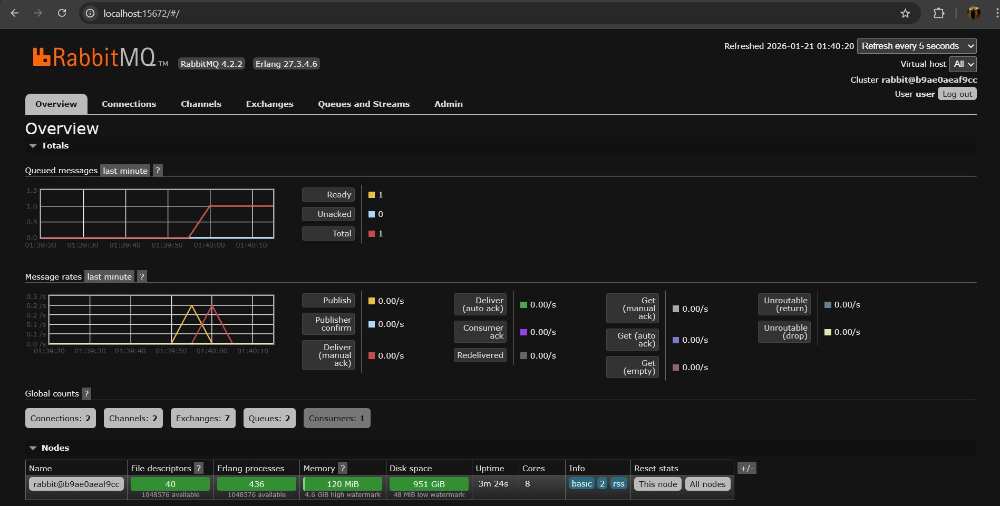 localhost:15672/#/
RabbitMQ TM RabbitMQ 4.2.2 Erlang 27.3.4.6
Refreshed 2026-01-21 01:40:20 Refresh every 5 seconds
Virtual host All
Cluster rabbit@b9ae0aeaf9cc
User user Log out
Overview Connections Channels Exchanges Queues and Streams Admin
Overview
Totals
Queued messages last minute ?
1.5
1.0
0.5
0.0
01:39:20 01:39:30 01:39:40 01:39:50 01:40:00 01:40:10
Ready 1
Unacked 0
Total 1
Message rates last minute ?
0.3 /s
0.2 /s
0.2 /s
0.1 /s
0.1 /s
0.0 /s
01:39:20 01:39:30 01:39:40 01:39:50 01:40:00 01:40:10
Publish 0.00/s
Publisher
confirm 0.00/s
Deliver
(manual
ack) 0.00/s
Deliver
(auto ack) 0.00/s
Consumer
ack 0.00/s
Redelivered 0.00/s
Get
(manual
ack) 0.00/s
Get (auto
ack) 0.00/s
Get
(empty) 0.00/s
Unroutable
(return) 0.00/s
Unroutable
(drop) 0.00/s
Global counts ?
Connections: 2 Channels: 2 Exchanges: 7 Queues: 2 Consumers: 1
Nodes
Name File descriptors ? Erlang processes Memory ? Disk space Uptime Cores Info Reset stats +/-
rabbit@b9ae0aeaf9cc 40 436 120 MiB 951 GiB 3m 24s 8 basic 2 rss This node All nodes
1048576 available 1048576 available 4.6 GiB high watermark 48 MiB low watermark